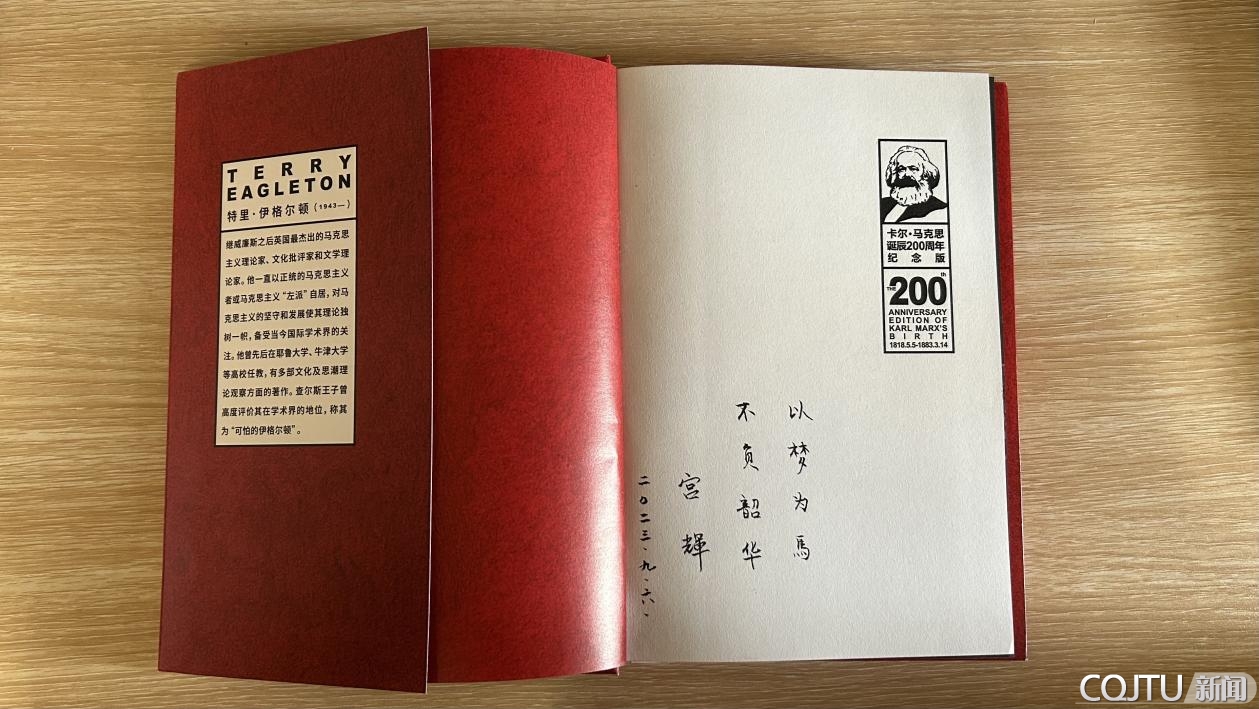 TERRY
EAGLETON
特里·伊格尔顿（1943—）
继威廉斯之后英国最杰出的马克思
主义理论家、文化批评家和文学理
论家。他一直以正统的马克思主义
者或马克思主义“左派”自居，对马
克思主义的坚守和发展使其理论独
树一帜，备受当今国际学术界的关
注。他曾先后在耶鲁大学、牛津大学
等高校任教，有多部文化及思潮理
论观察方面的著作。查尔斯王子曾
高度评价其在学术界的地位，称其
为“可怕的伊格尔顿”。
卡尔·马克思
诞辰200周年
纪念版
THE 200th
ANNIVERSARY
EDITION OF
KARL MARX'S
BIRTH
1818.5.5-1883.3.14
以梦为馬
不负韶华
宫輝
二0二三·九·六·
CQJTU 新闻